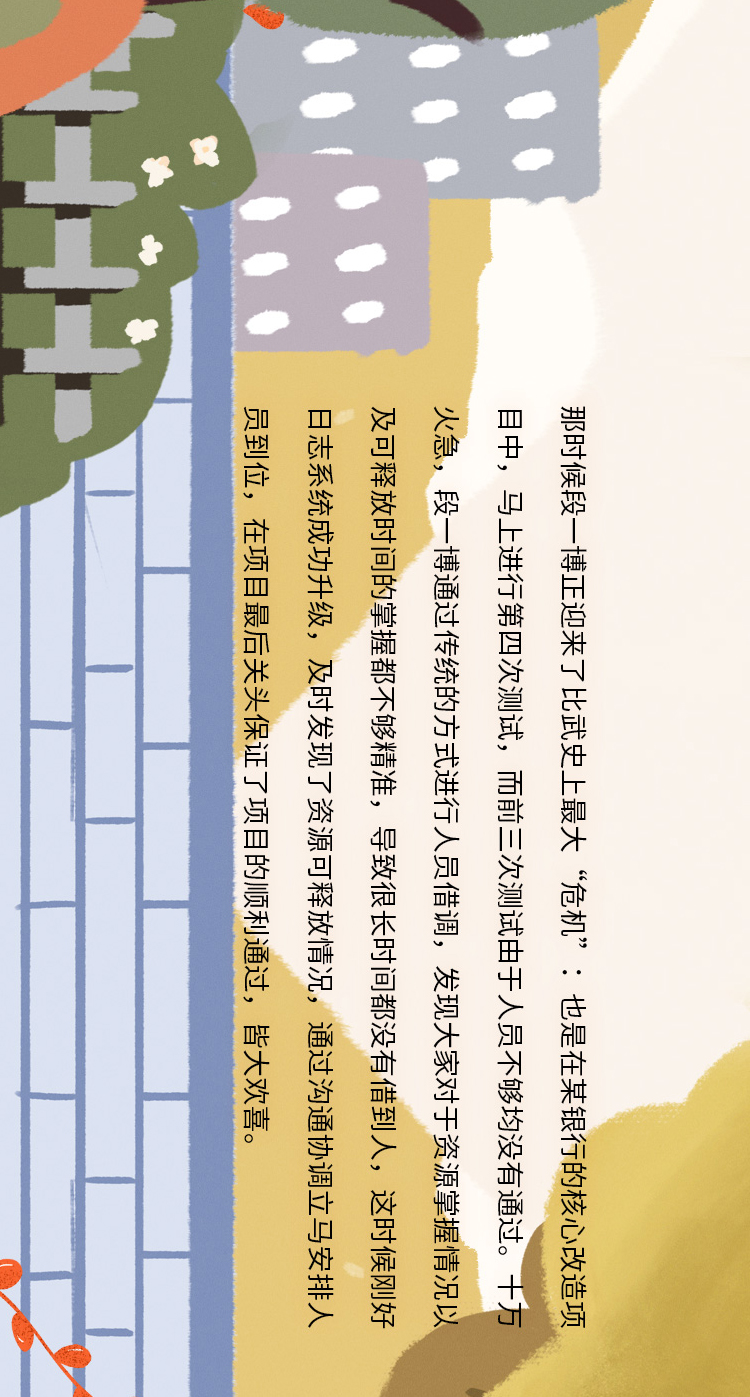 那时候段一博正迎来了比武史上最大“危机”：也是在某银行的核心改造项
目中，马上进行第四次测试，而前三次测试由于人员不够均没有通过。十万
火急，段一博通过传统的方式进行人员借调，发现大家对于资源掌握情况以
及可释放时间的掌握都不够精准，导致很长时间都没有借到人，这时候刚好
日志系统成功升级，及时发现了资源可释放情况，通过沟通协调立马安排人
员到位，在项目最后关头保证了项目的顺利通过，皆大欢喜。